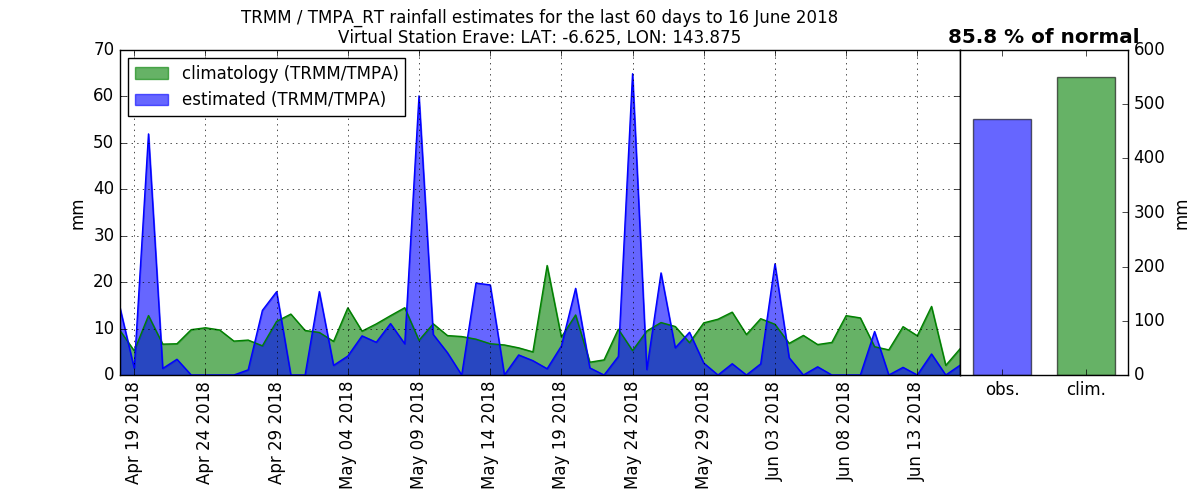 TRMM / TMPA_RT rainfall estimates for the last 60 days to 16 June 2018
Virtual Station Erave: LAT: -6.625, LON: 143.875
85.8 % of normal
climatology (TRMM/TMPA)
estimated (TRMM/TMPA)
70
60
50
40
30
20
10
0
mm
600
500
400
300
200
100
0
mm
Apr 19 2018
Apr 24 2018
Apr 29 2018
May 04 2018
May 09 2018
May 14 2018
May 19 2018
May 24 2018
May 29 2018
Jun 03 2018
Jun 08 2018
Jun 13 2018
obs.
clim.